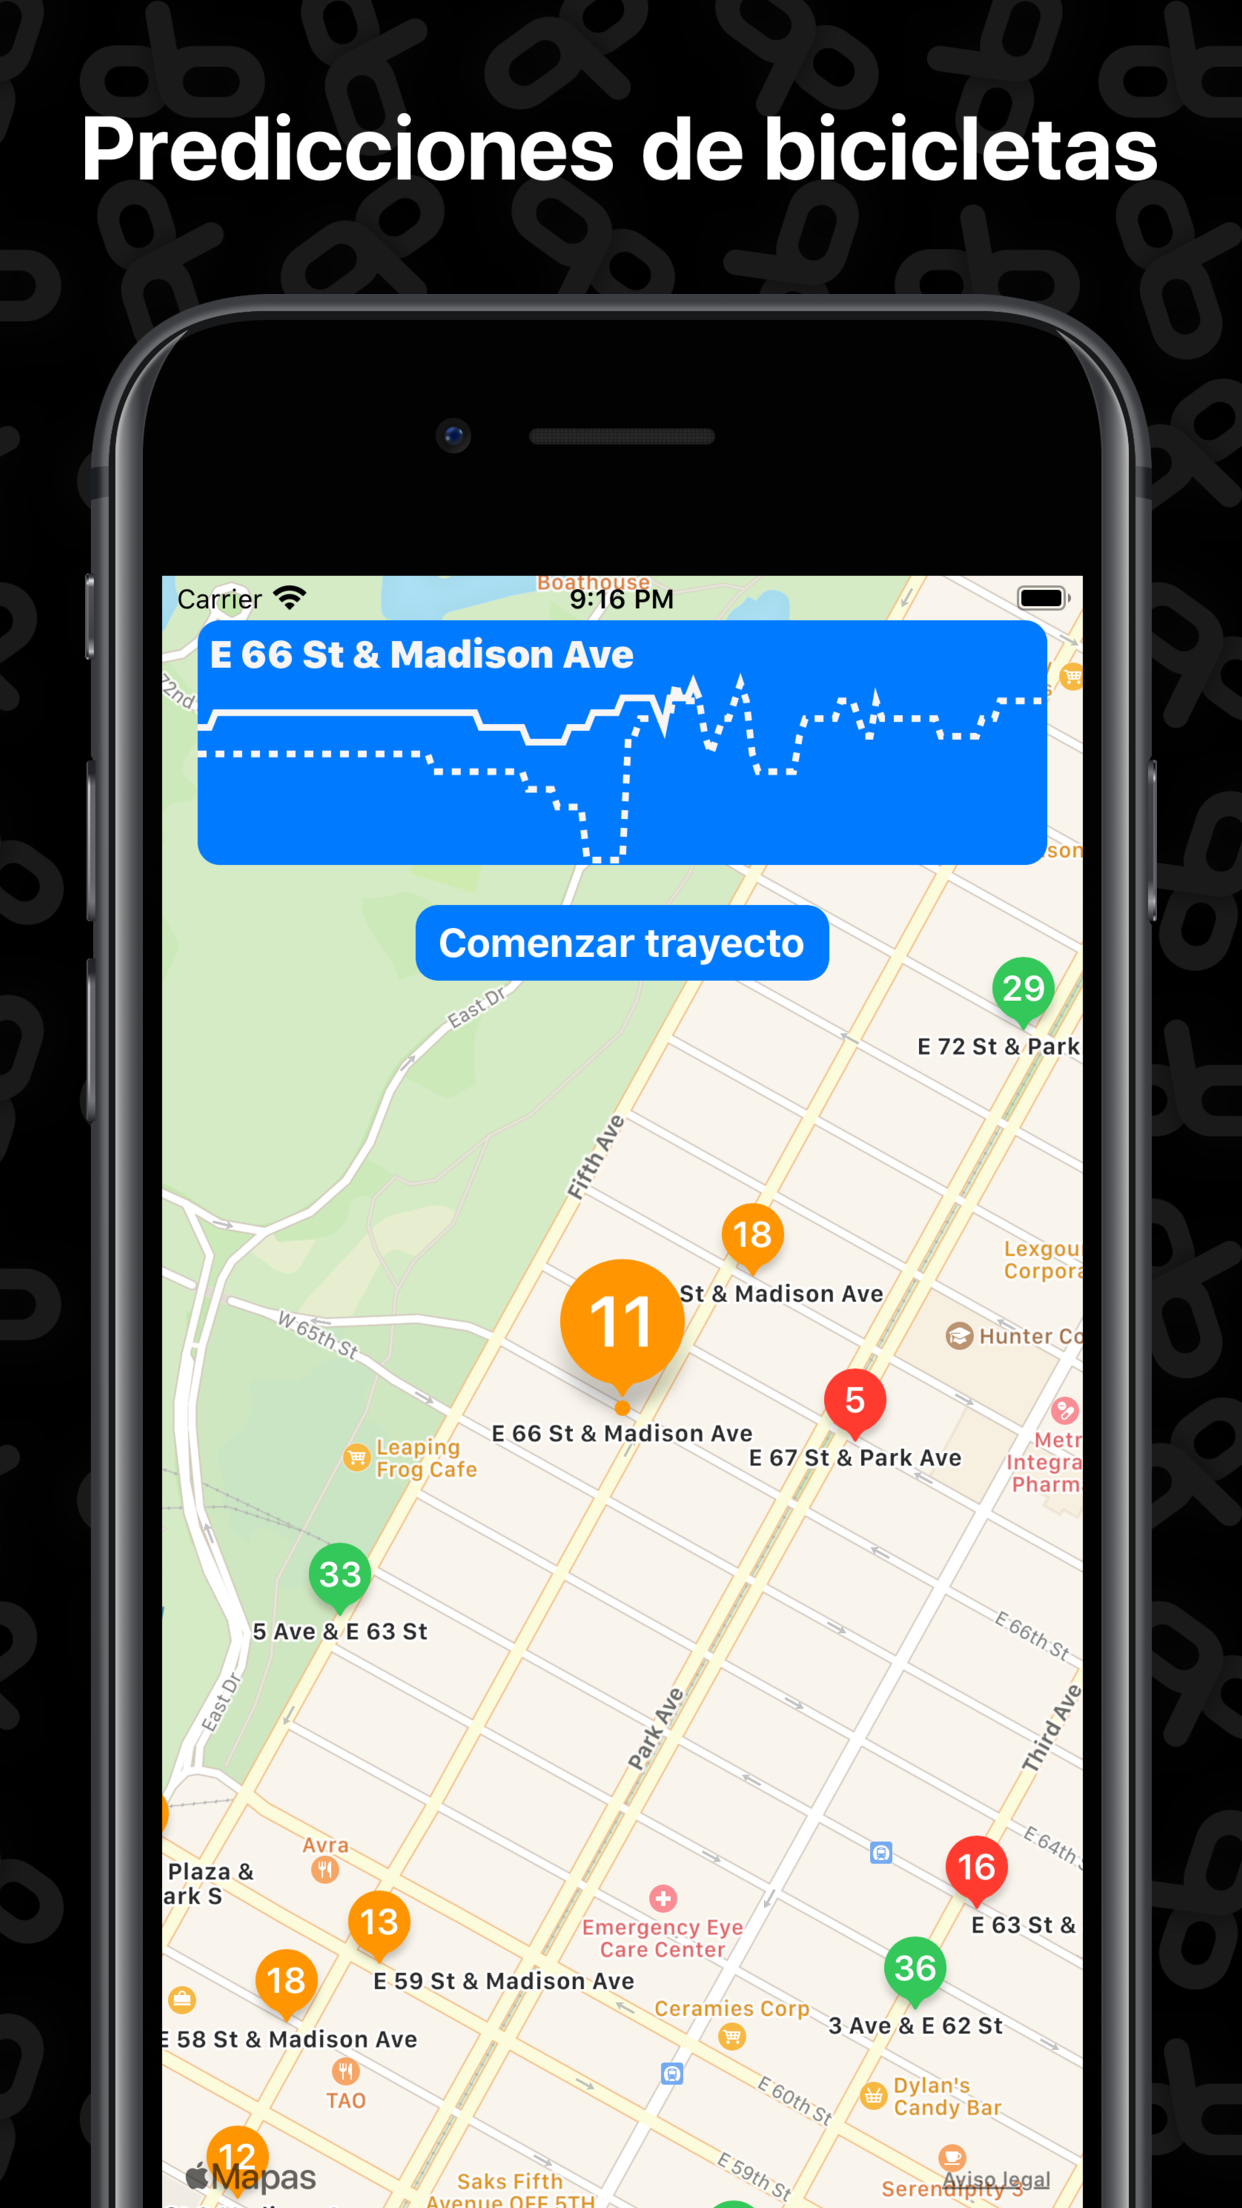 Predicciones de bicicletas
Boathouse
Carrier
9:16 PM
72nd
E 66 St & Madison Ave
Comenzar trayecto
East Dr
29
E 72 St & Park
Fifth Ave
18
St & Madison Ave
Lexgou
Corpora
11
W 65th St
Hunter Co
5
E 66 St & Madison Ave
E 67 St & Park Ave
Metr
Integra
Pharm
Leaping
Frog Cafe
33
5 Ave & E 63 St
E 66th St
East Dr
Park Ave
Third Ave
E 64th
Avra
Plaza &
ark S
16
E 63 St &
13
Emergency Eye
Care Center
36
18
E 59 St & Madison Ave
Ceramies Corp
3 Ave & E 62 St
E 58 St & Madison Ave
TAO
E 60th St
Dylan's
Candy Bar
12
Mapas
E 59th St
Saks Fifth
Avenue OFF 5TH
Serendipity 3
Aviso legal